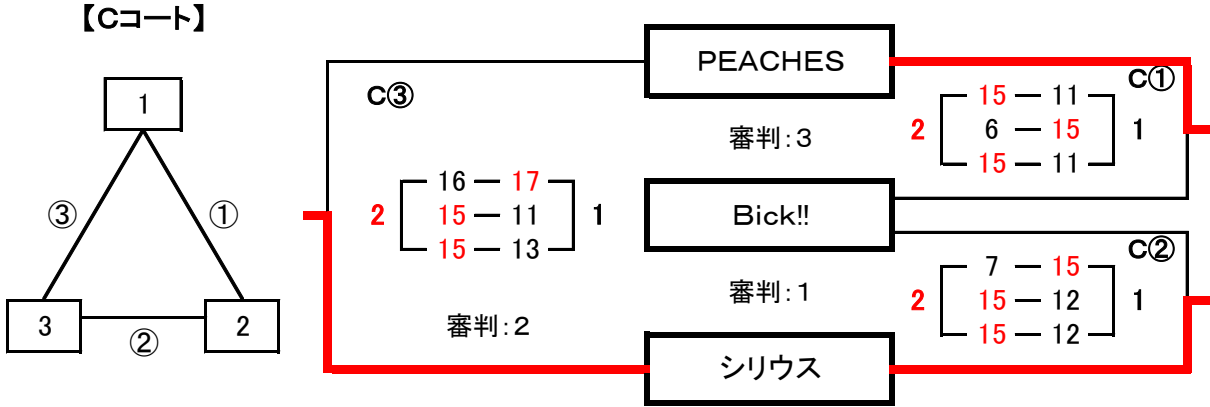 【Cコート】
1
③
①
3
②
2
C③
2
16 ― 17
15 ― 11
15 ― 13
1
審判：２
PEACHES
審判：３
Bick!!
審判：１
シリウス
C①
2
15 ― 11
6 ― 15
15 ― 11
1
C②
2
7 ― 15
15 ― 12
15 ― 12
1